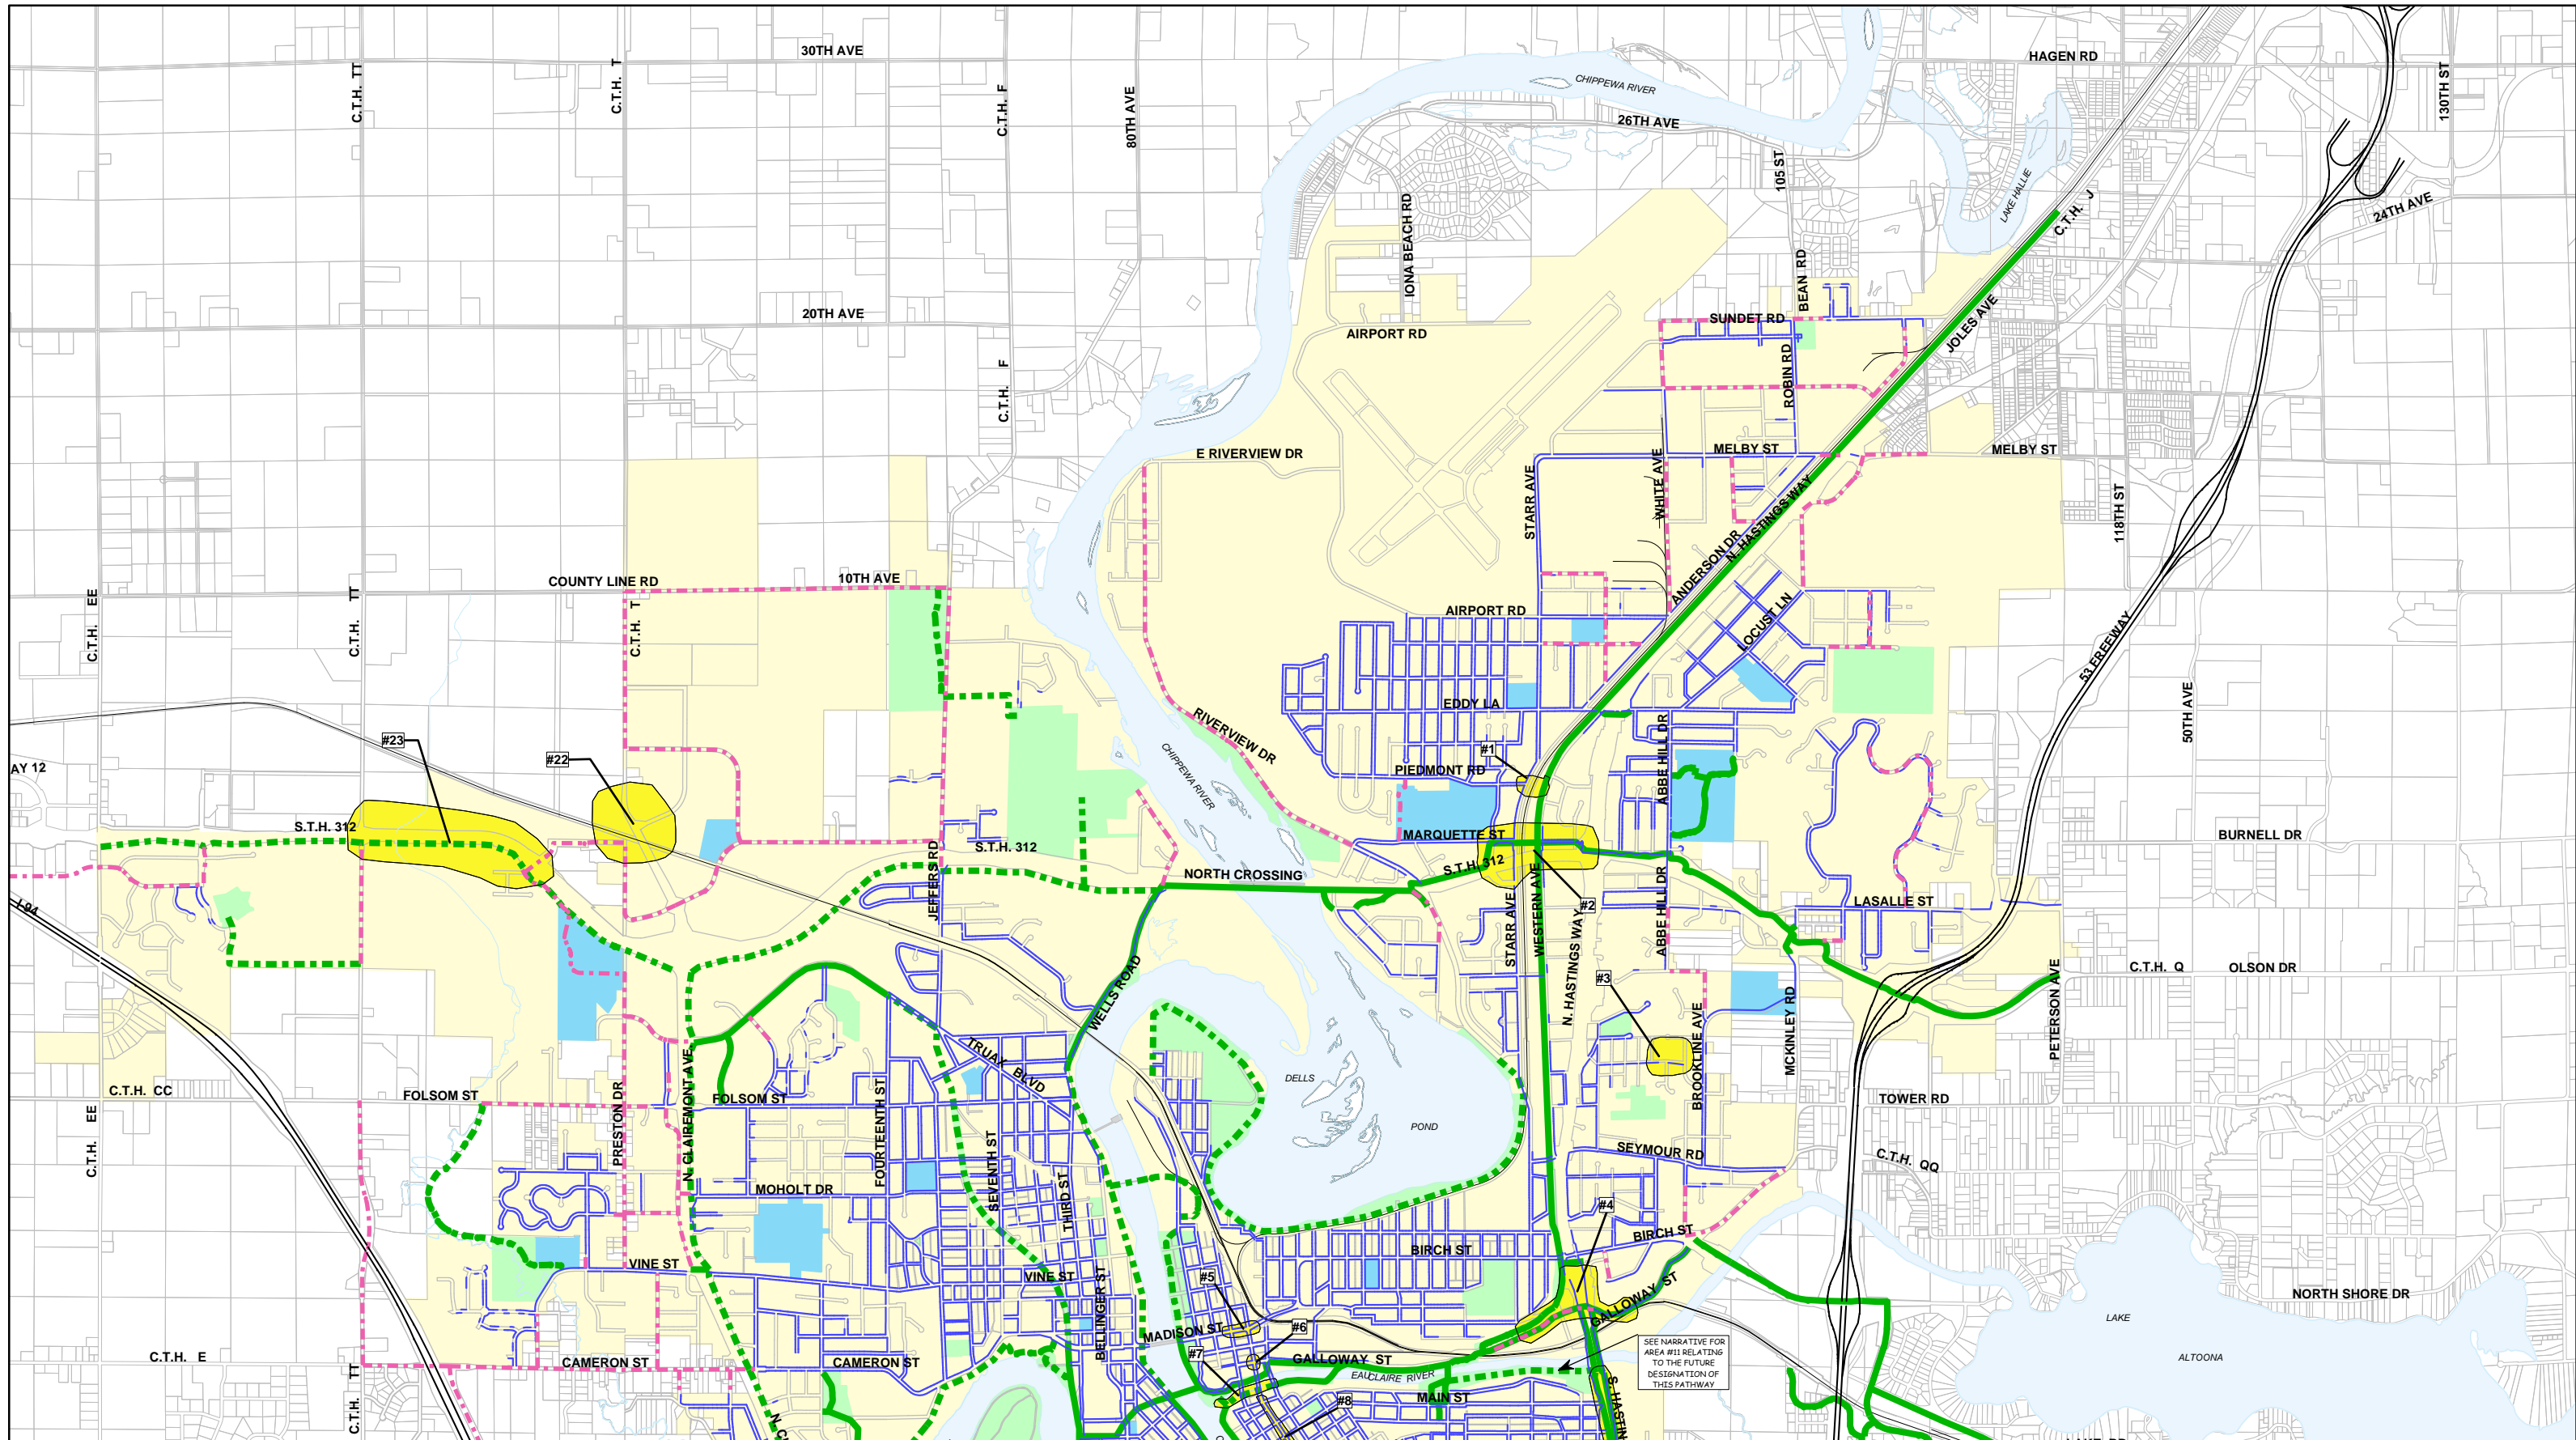 30TH AVE
HAGEN RD
C.T.H. TT
C.T.H. T
C.T.H. F
80TH AVE
CHIPPEWA RIVER
26TH AVE
130TH ST
105 ST
LAKE HALLIE
C.T.H. J
24TH AVE
IONA BEACH RD
BEAN RD
20TH AVE
AIRPORT RD
SUNDET RD
JOLES AVE
ROBIN RD
C.T.H. F
E RIVERVIEW DR
STARR AVE
WHITE AVE
MELBY ST
MELBY ST
N. HASTINGS WAY
118TH ST
COUNTY LINE RD
10TH AVE
C.T.H. EE
C.T.H. TT
C.T.H. T
ANDERSON DR
AIRPORT RD
LOCUST LN
53 FREEWAY
EDDY LA
50TH AVE
RIVERVIEW DR
CHIPPEWA RIVER
#23
#22
#1
AY 12
PIEDMONT RD
ABBE HILL DR
S.T.H. 312
S.T.H. 312
MARQUETTE ST
BURNELL DR
JEFFERS RD
NORTH CROSSING
S.T.H. 312
I-94
#2
LASALLE ST
STARR AVE
WESTERN AVE
N. HASTINGS WAY
ABBE HILL DR
#3
C.T.H. Q
OLSON DR
WELLS ROAD
TRUAX BLVD
DELLS
POND
BROOKLINE AVE
MCKINLEY RD
PETERSON AVE
C.T.H. CC
FOLSOM ST
FOLSOM ST
TOWER RD
C.T.H. EE
PRESTON DR
N. CLAIREMONT AVE
FOURTEENTH ST
SEVENTH ST
THIRD ST
SEYMOUR RD
C.T.H. QQ
MOHOLT DR
#4
BIRCH ST
BIRCH ST
VINE ST
VINE ST
#5
BELLINGER ST
GALLOWAY ST
NORTH SHORE DR
LAKE
ALTOONA
MADISON ST
#6
#7
C.T.H. E
CAMERON ST
CAMERON ST
GALLOWAY ST
EAU CLAIRE RIVER
SEE NARRATIVE FOR
AREA #11 RELATING
TO THE FUTURE
DESIGNATION OF
THIS PATHWAY
C.T.H. TT
MAIN ST
#8
S. HASTIN